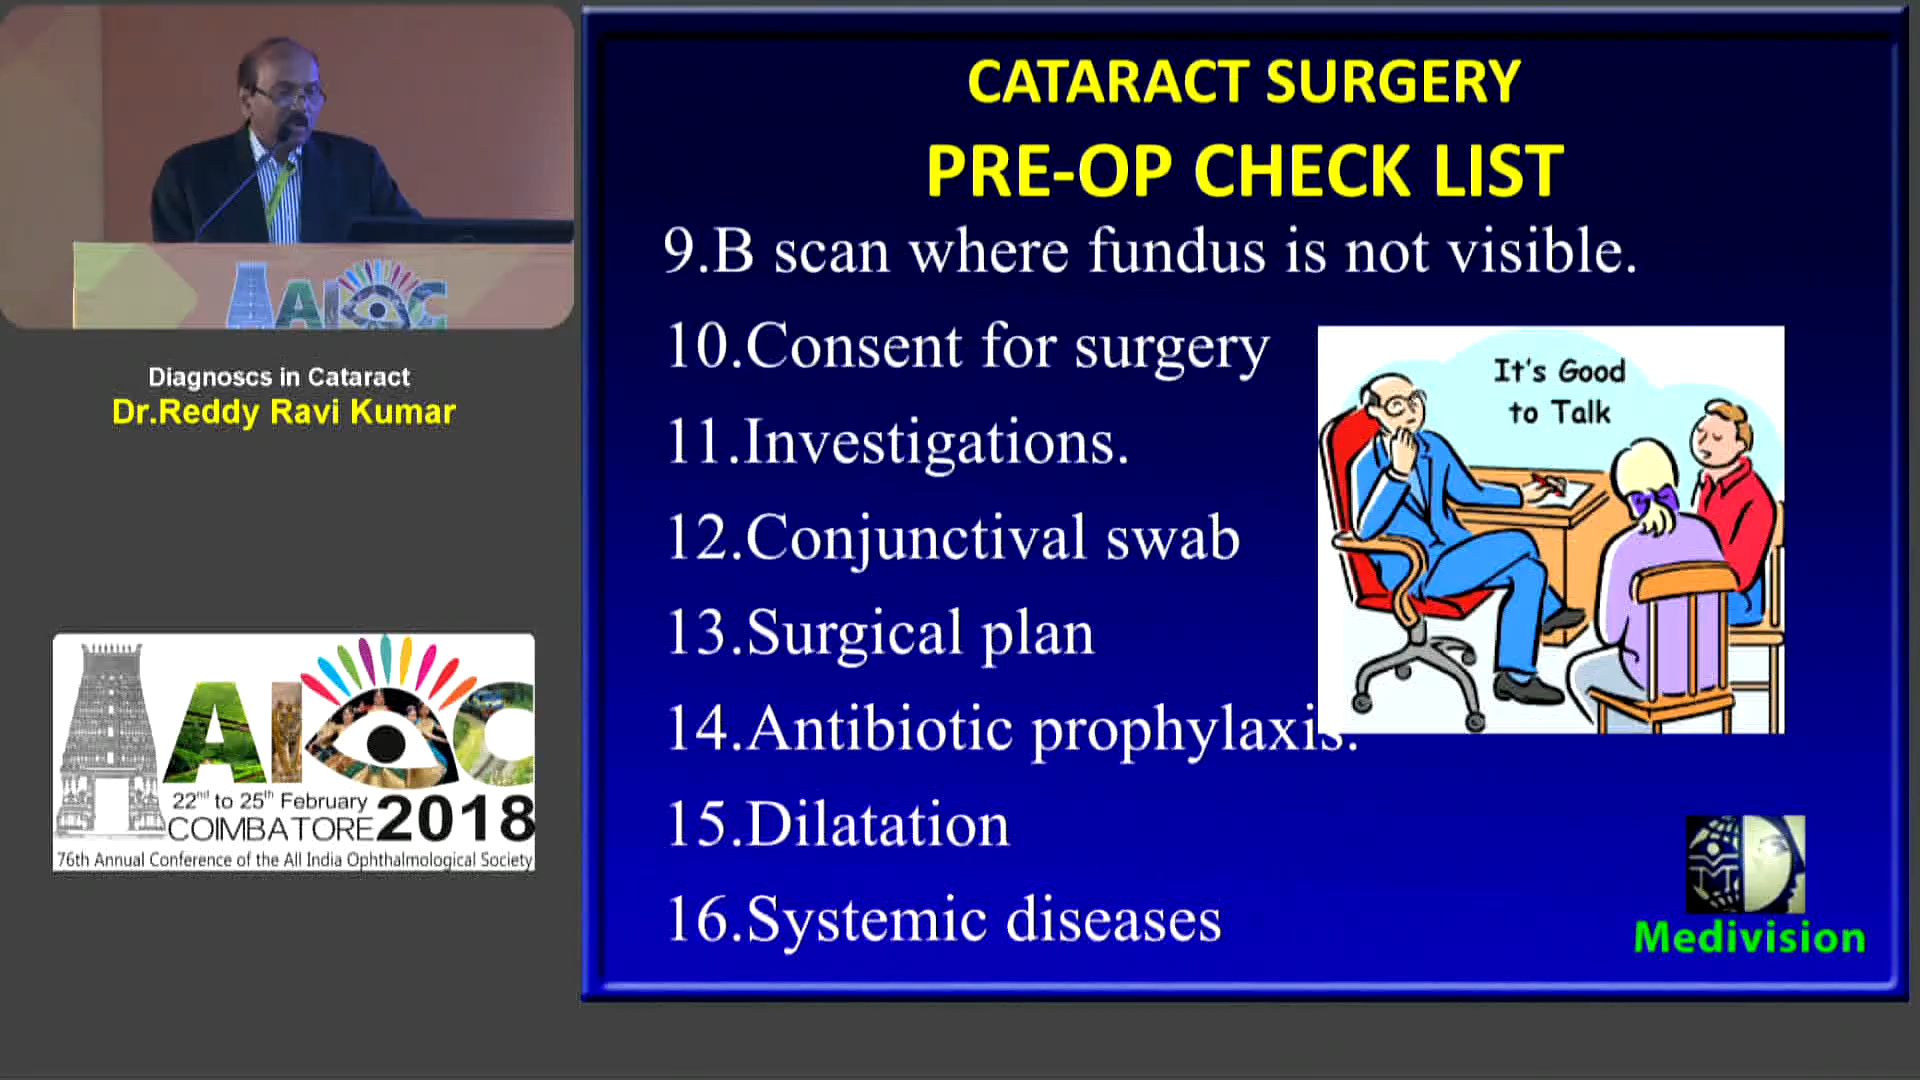 CATARACT SURGERY
PRE-OP CHECK LIST
9.B scan where fundus is not visible.
10.Consent for surgery
11.Investigations.
12.Conjunctival swab
13.Surgical plan
14.Antibiotic prophylaxis.
15.Dilatation
16.Systemic diseases
It's Good
to Talk
Medivision
AIOC
Diagnoscs in Cataract
Dr.Reddy Ravi Kumar
AIOC
22nd to 25th February
COIMBATORE 2018
76th Annual Conference of the All India Ophthalmological Society